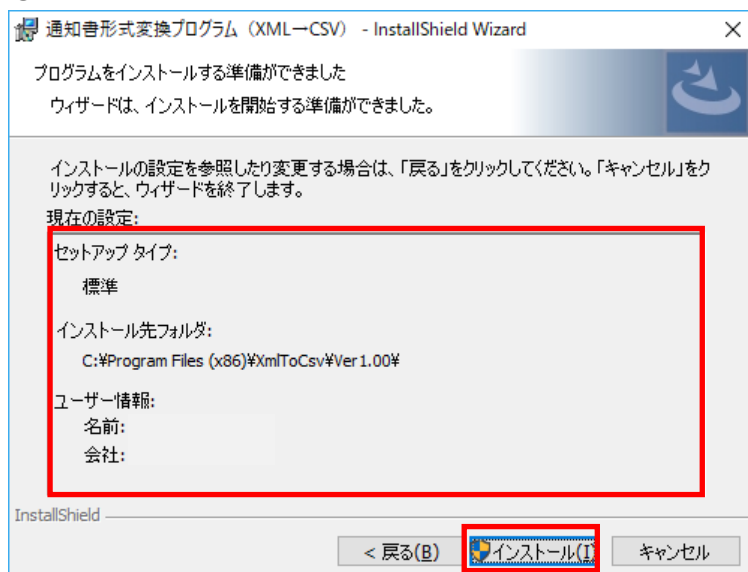 通知書形式変換プログラム（XML→CSV） - InstallShield Wizard
プログラムをインストールする準備ができました
ウィザードは、インストールを開始する準備ができました。
インストールの設定を参照したり変更する場合は、「戻る」をクリックしてください。「キャンセル」をク
リックすると、ウィザードを終了します。
現在の設定:
セットアップ タイプ:
標準
インストール先フォルダ:
C:¥Program Files (x86)¥XmlToCsv¥Ver1.00¥
ユーザー情報:
名前:
会社:
InstallShield
< 戻る(B)
インストール(I)
キャンセル